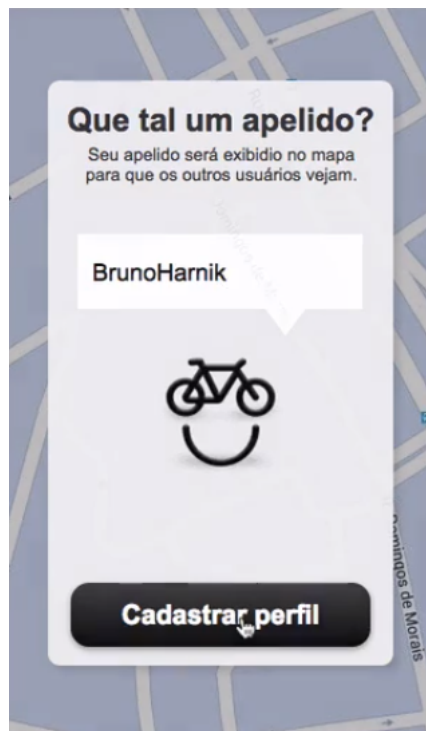 Que tal um apelido?
Seu apelido será exibidio no mapa
para que os outros usuários vejam.
BrunoHarnik
Cadastrar perfil
Domingos de Morais